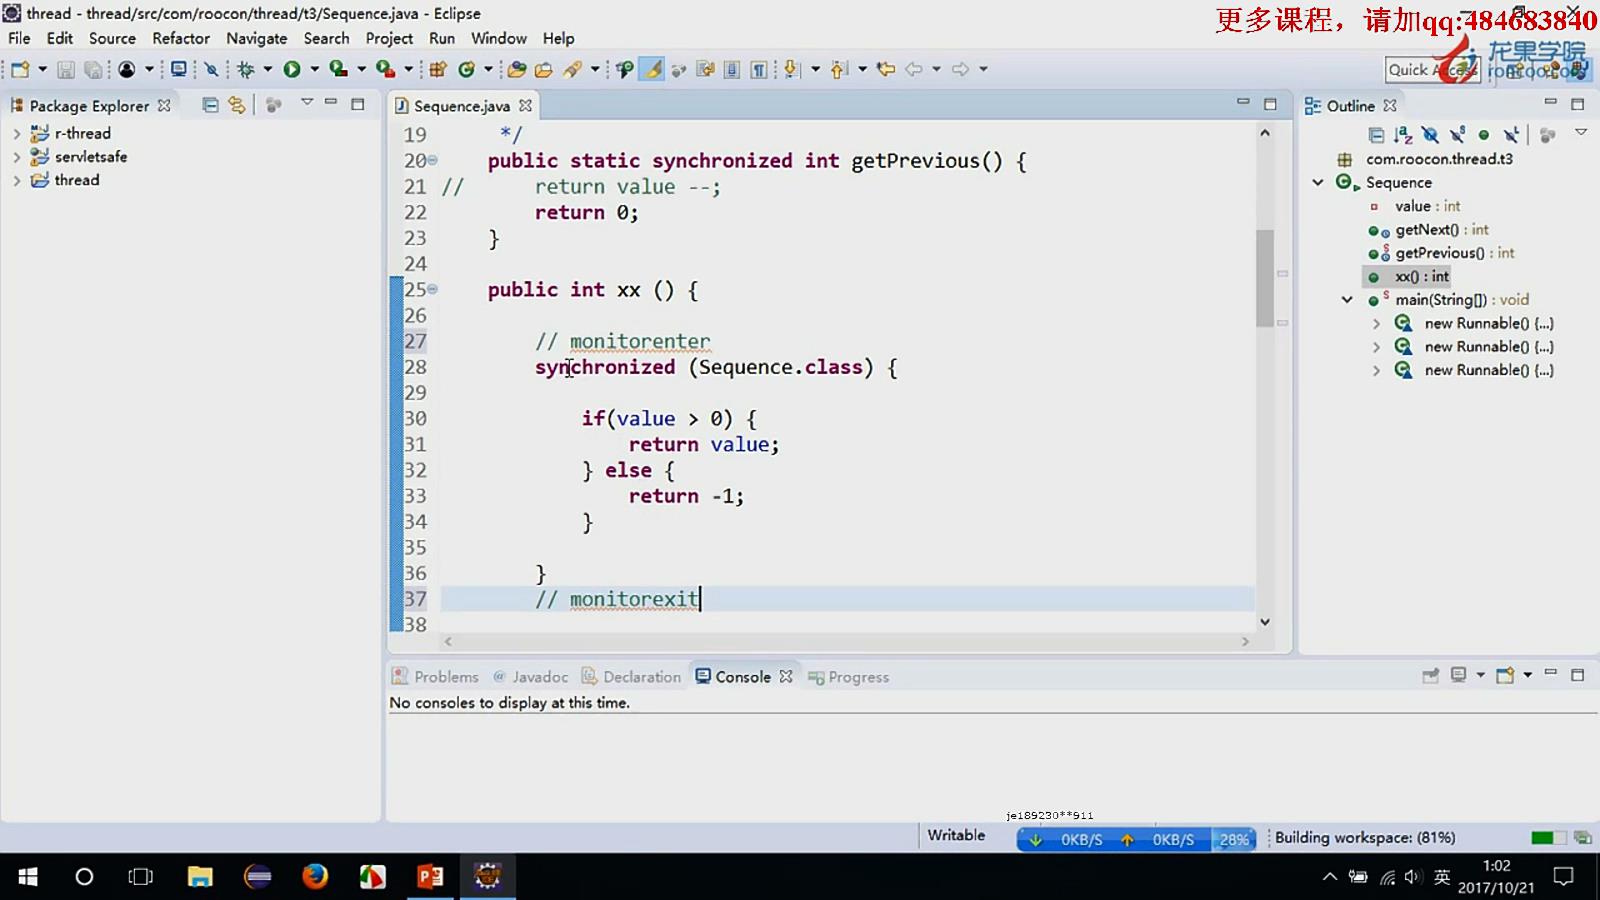 thread - thread/src/com/roocon/thread/t3/Sequence.java - Eclipse
更多课程，请加qq:484683840
File Edit Source Refactor Navigate Search Project Run Window Help
龙果学院
roncoo.com
Quick Access
Package Explorer
r-thread
servletsafe
thread
Sequence.java
19 */
20 public static synchronized int getPrevious() {
21 // return value --;
22 return 0;
23 }
24
25 public int xx () {
26
27 // monitorenter
28 synchronized (Sequence.class) {
29
30 if(value > 0) {
31 return value;
32 } else {
33 return -1;
34 }
35
36 }
37 // monitorexit
38
Outline
com.roocon.thread.t3
Sequence
value : int
getNext() : int
getPrevious() : int
xx() : int
main(String[]) : void
new Runnable() {...}
new Runnable() {...}
new Runnable() {...}
Problems @ Javadoc Declaration Console Progress
No consoles to display at this time.
je189230**911
Writable
0KB/S 0KB/S 28%
Building workspace: (81%)
英
1:02
2017/10/21